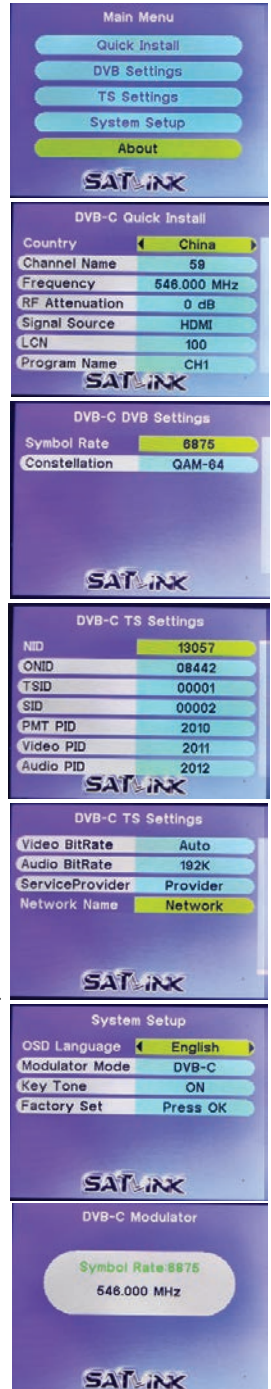 Main Menu
Quick Install
DVB Settings
TS Settings
System Setup
About
SATLINK
DVB-C Quick Install
Country China
Channel Name 59
Frequency 546.000 MHz
RF Attenuation 0 dB
Signal Source HDMI
LCN 100
Program Name CH1
SATLINK
DVB-C DVB Settings
Symbol Rate 6875
Constellation QAM-64
SATLINK
DVB-C TS Settings
NID 13057
ONID 08442
TSID 00001
SID 00002
PMT PID 2010
Video PID 2011
Audio PID 2012
SATLINK
DVB-C TS Settings
Video BitRate Auto
Audio BitRate 192K
ServiceProvider Provider
Network Name Network
SATLINK
System Setup
OSD Language English
Modulator Mode DVB-C
Key Tone ON
Factory Set Press OK
SATLINK
DVB-C Modulator
Symbol Rate:6875
546.000 MHz
SATLINK